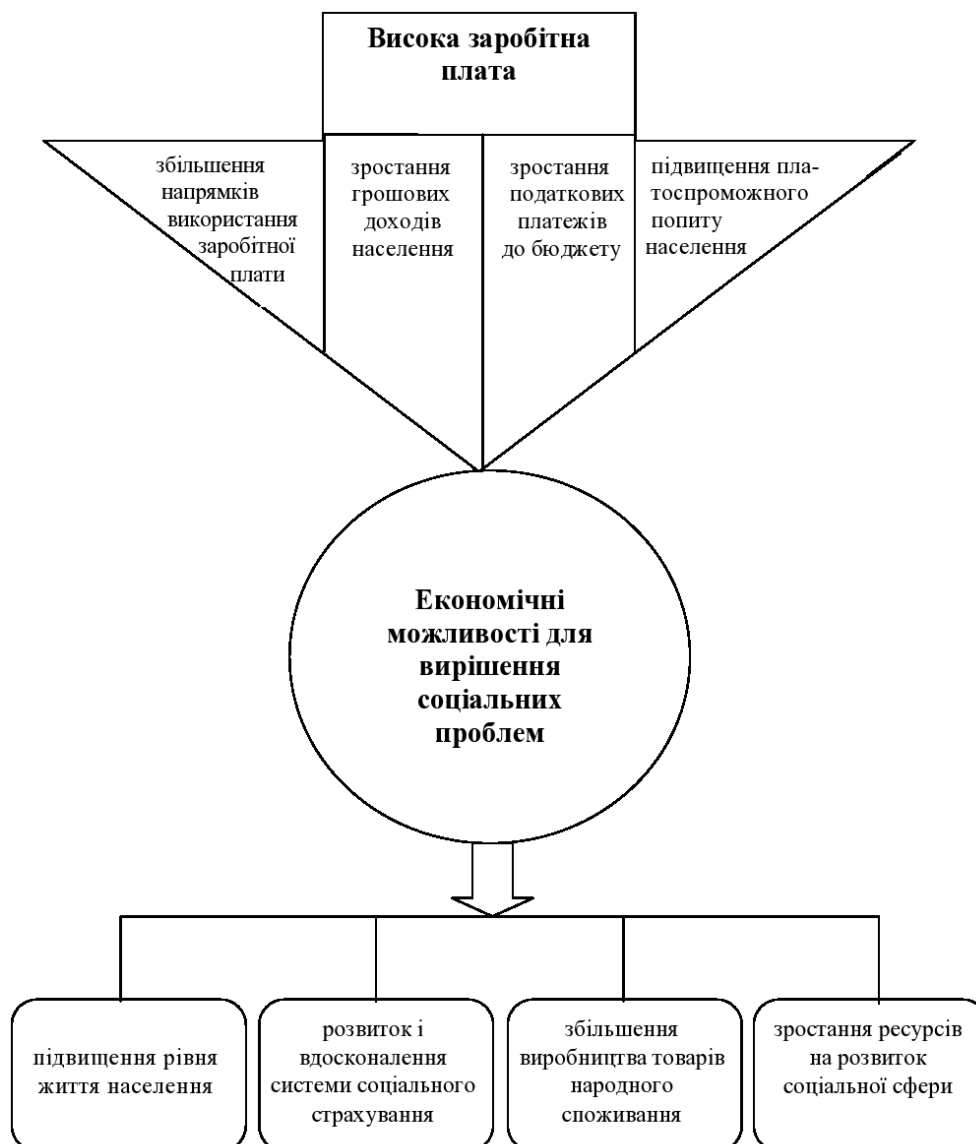 Висока заробітна
плата
збільшення
напрямків
використання
заробітної
плати
зростання
грошових
доходів
населення
зростання
податкових
платежів
до бюджету
підвищення пла-
тоспроможного
попиту
населення
Економічні
можливості для
вирішення
соціальних
проблем
підвищення рівня
життя населення
розвиток і
вдосконалення
системи соціального
страхування
збільшення
виробництва товарів
народного
споживання
зростання ресурсів
на розвиток
соціальної сфери